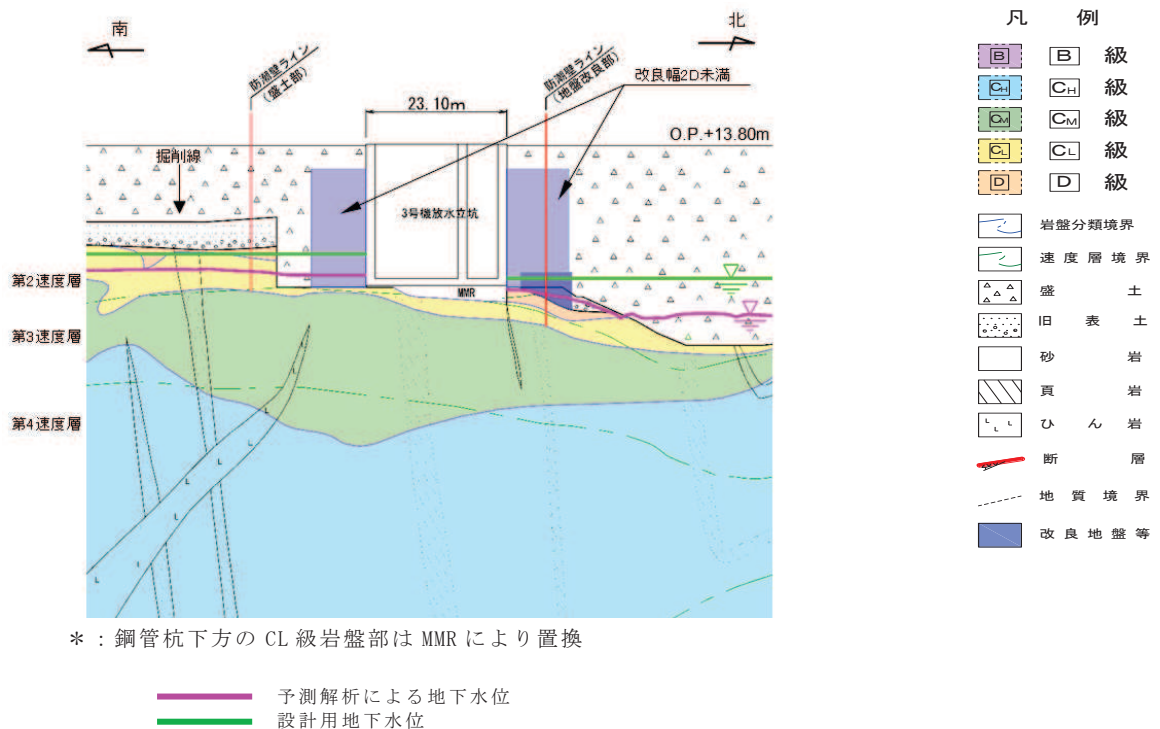 南
北
防潮壁ライン
(盛土部)
防潮壁ライン
(地盤改良部)
改良幅2D未満
23.10m
O.P.+13.80m
掘削線
3号機放水立坑
MMR
第2速度層
第3速度層
第4速度層
凡 例
B B 級
CH CH 級
CM CM 級
CL CL 級
D D 級
岩盤分類境界
速度層境界
盛土
旧表土
砂岩
頁岩
ひん岩
断層
地質境界
改良地盤等
*:鋼管杭下方の CL 級岩盤部は MMR により置換
予測解析による地下水位
設計用地下水位